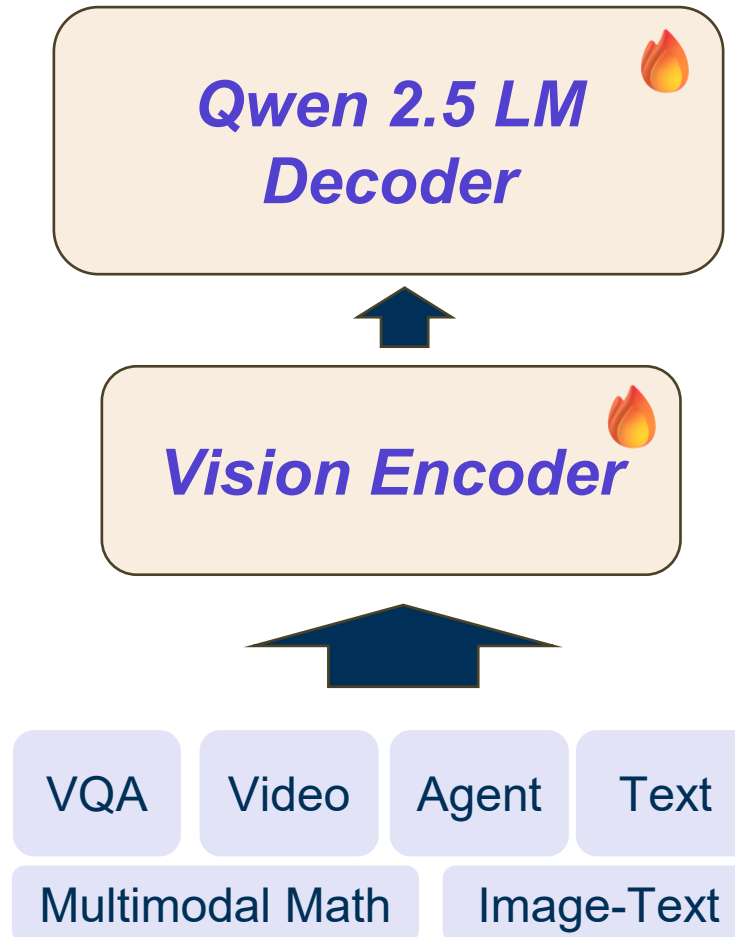 Qwen 2.5 LM
Decoder
Vision Encoder
VQA
Video
Agent
Text
Multimodal Math
Image-Text